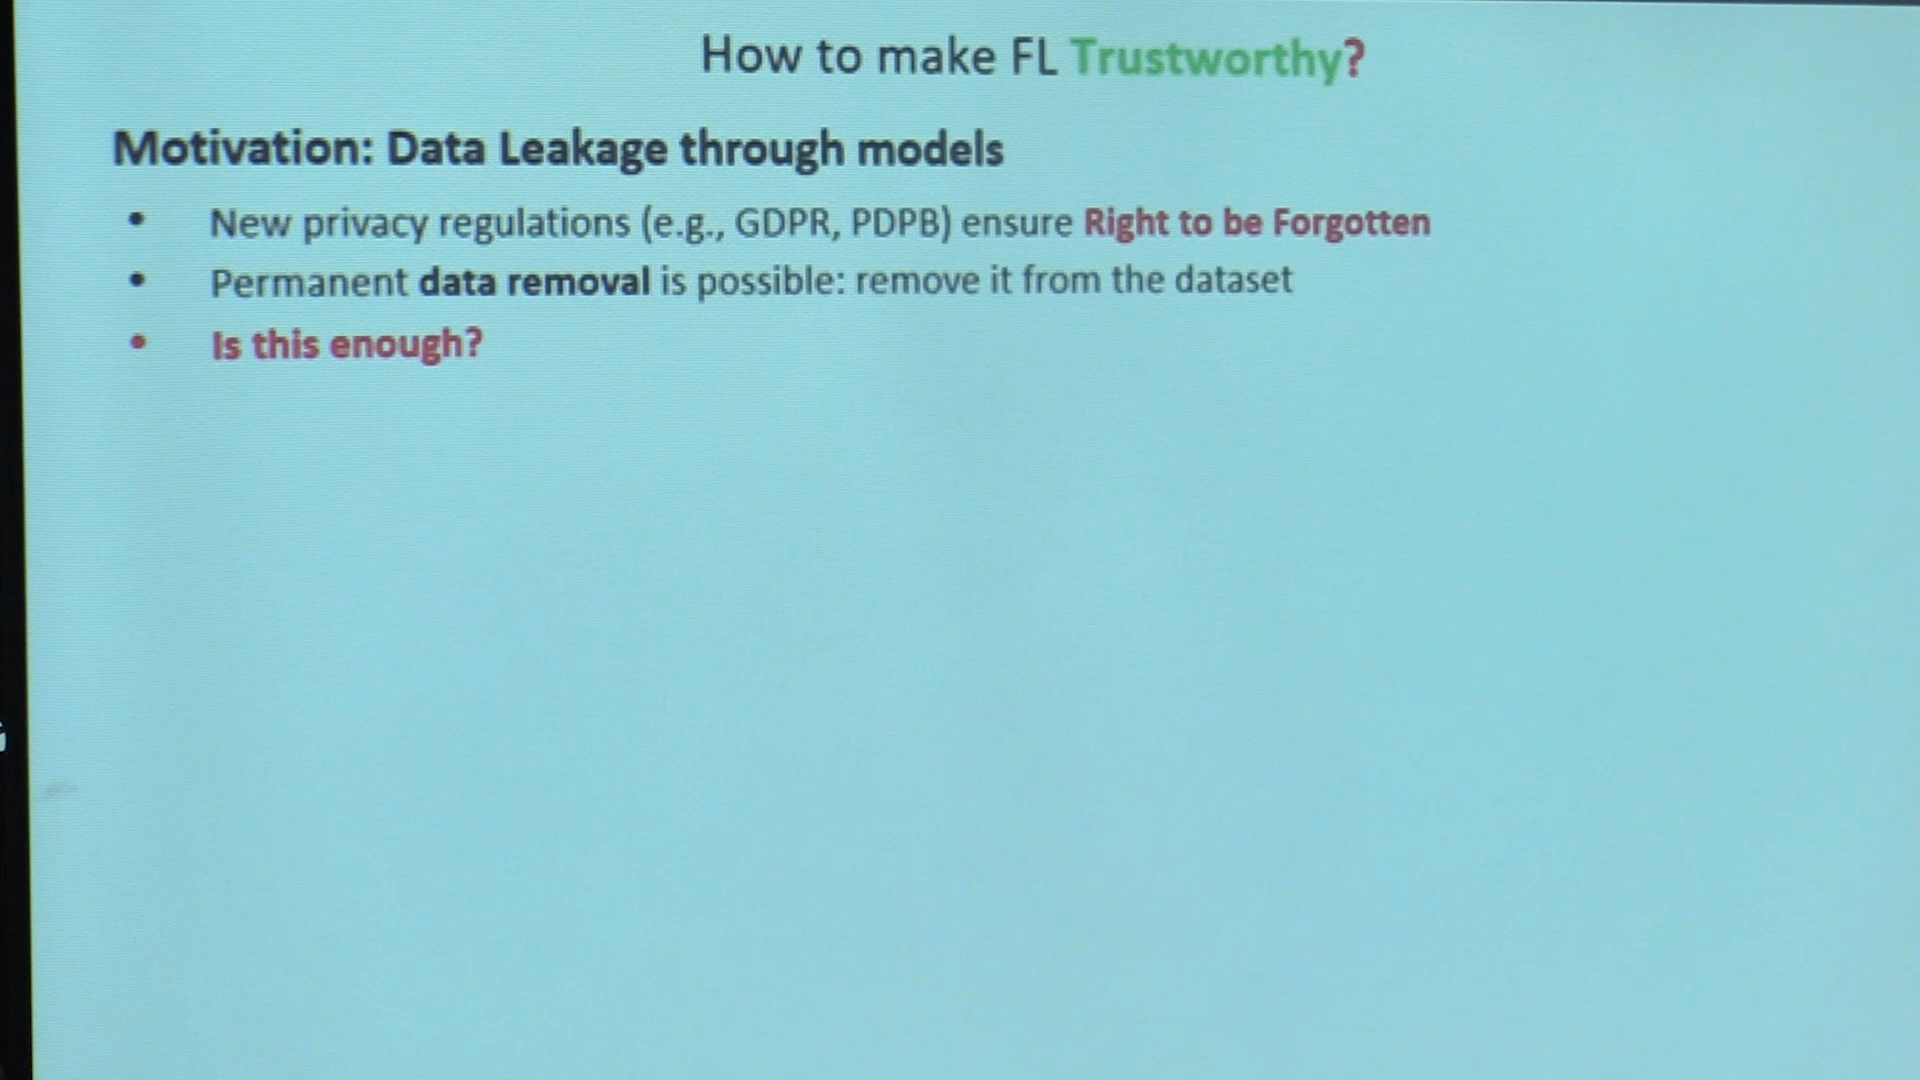 How to make FL Trustworthy?
Motivation: Data Leakage through models
• New privacy regulations (e.g., GDPR, PDPB) ensure Right to be Forgotten
• Permanent data removal is possible: remove it from the dataset
• Is this enough?